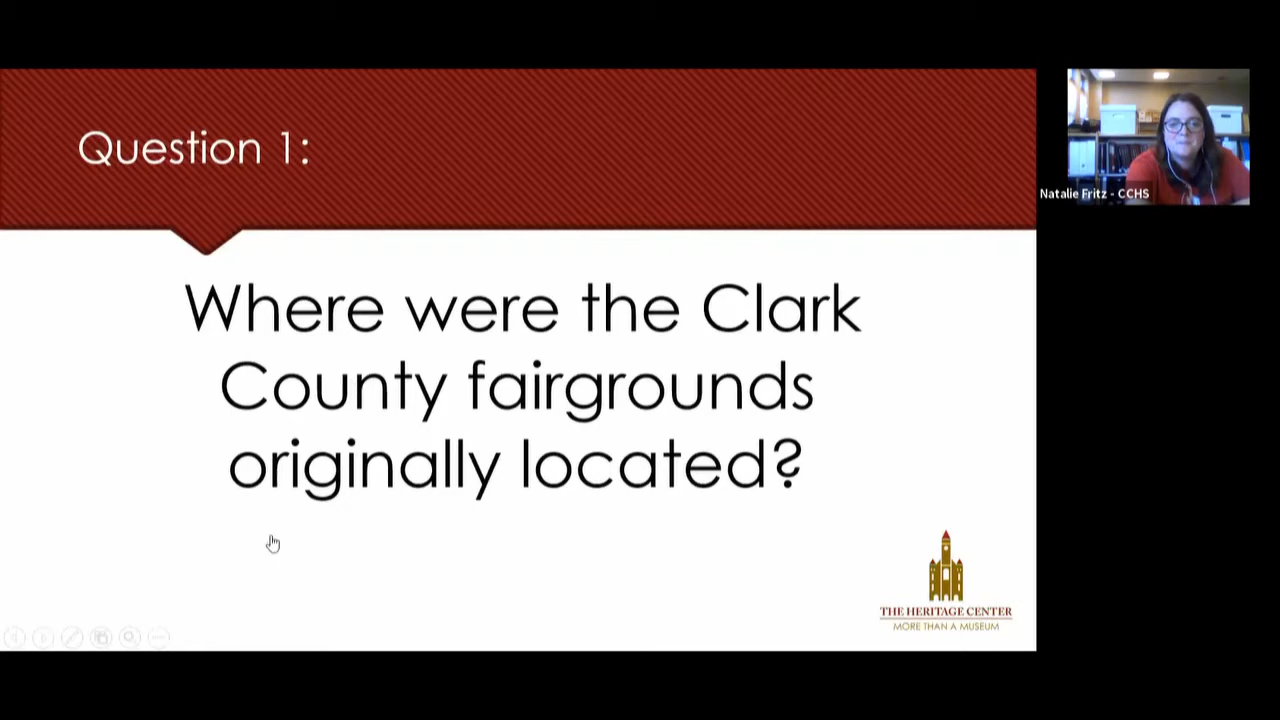 Question 1:
Where were the Clark
County fairgrounds
originally located?
THE HERITAGE CENTER
MORE THAN A MUSEUM
Natalie Fritz - CCHS